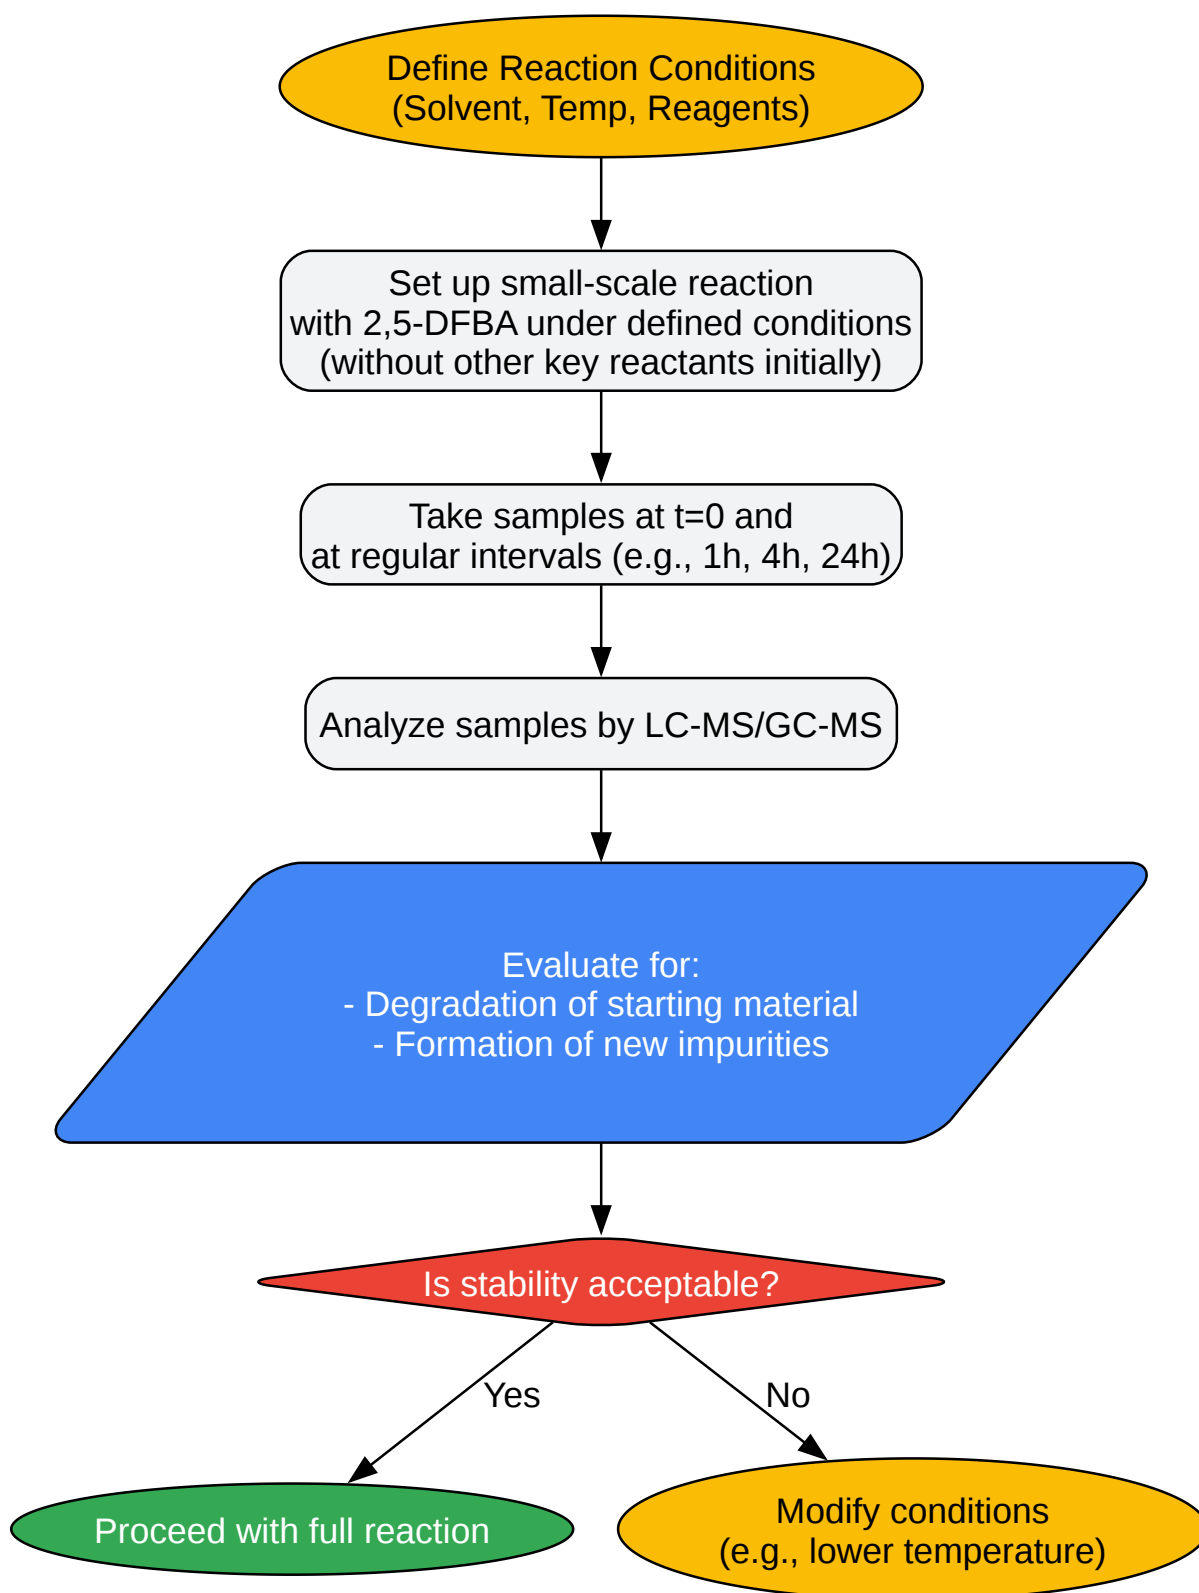 Define Reaction Conditions
(Solvent, Temp, Reagents)
Set up small-scale reaction
with 2,5-DFBA under defined conditions
(without other key reactants initially)
Take samples at t=0 and
at regular intervals (e.g., 1h, 4h, 24h)
Analyze samples by LC-MS/GC-MS
Evaluate for:
- Degradation of starting material
- Formation of new impurities
Is stability acceptable?
Yes
No
Proceed with full reaction
Modify conditions
(e.g., lower temperature)